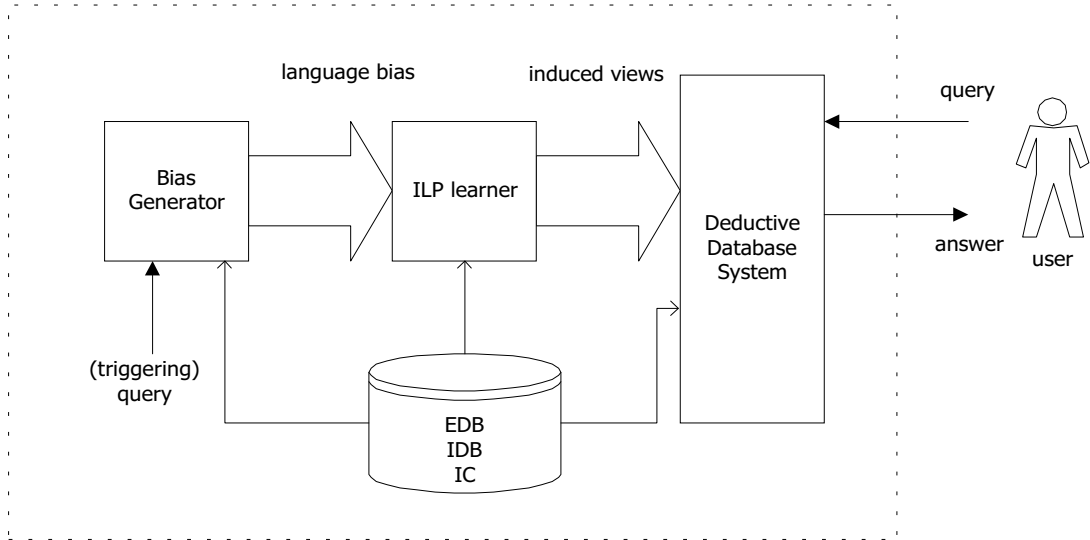 language bias
induced views
query
Bias
Generator
ILP learner
Deductive
Database
System
answer
user
(triggering)
query
EDB
IDB
IC